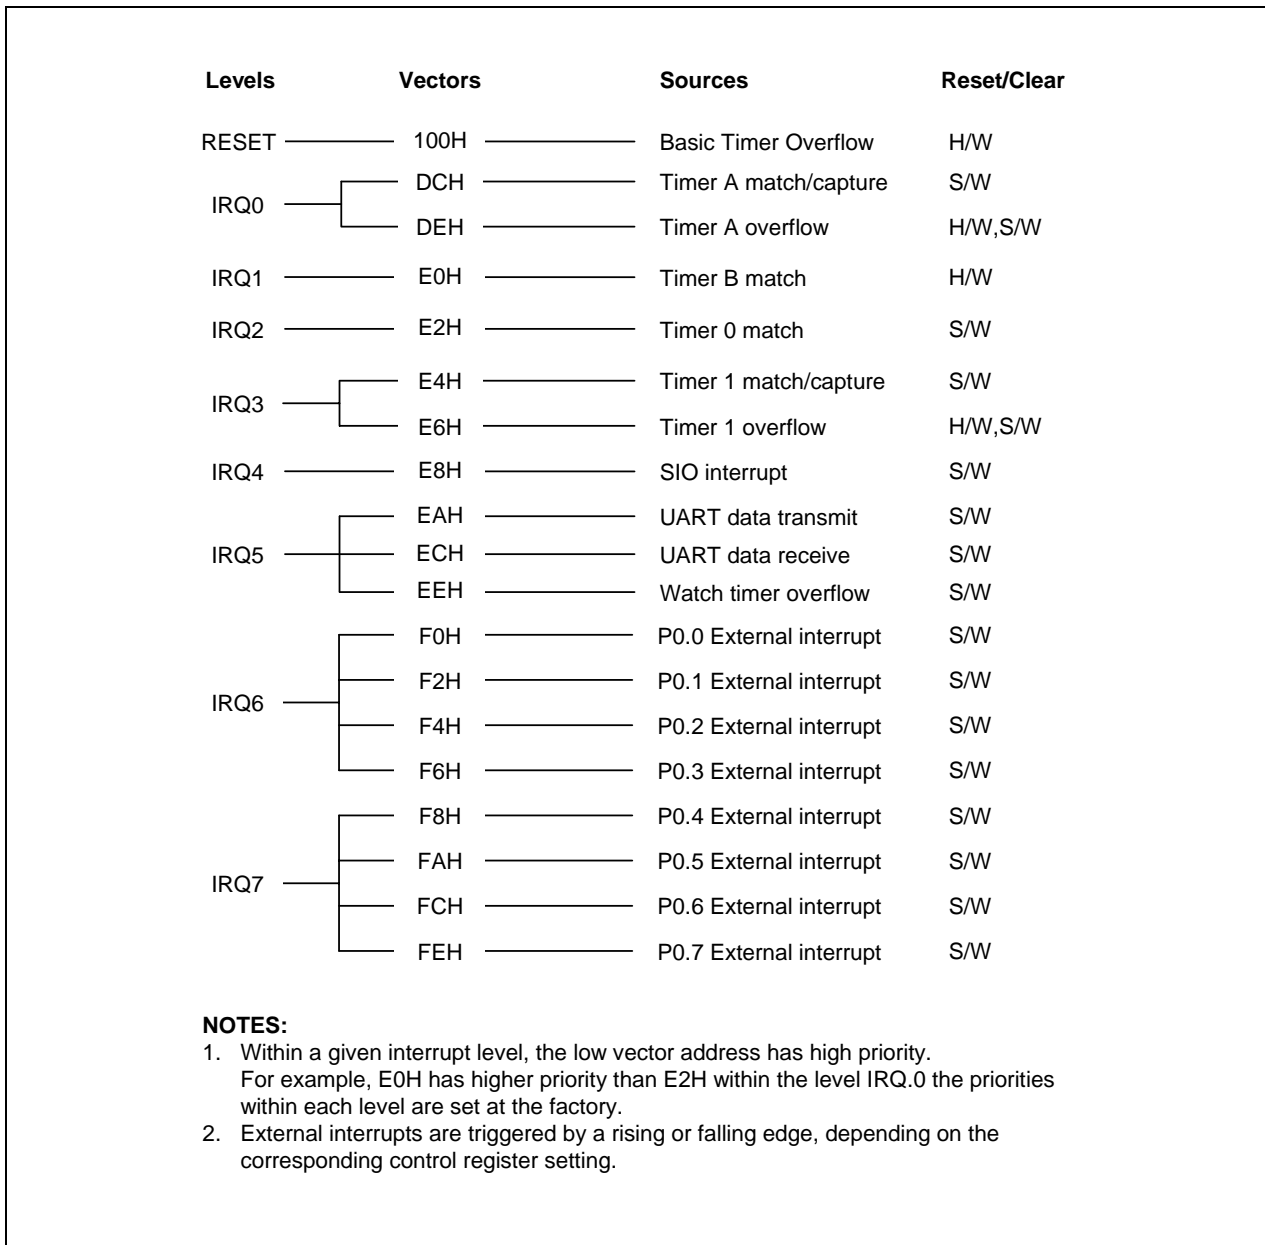 Levels Vectors Sources Reset/Clear
RESET 100H Basic Timer Overflow H/W
DCH Timer A match/capture S/W
IRQ0
DEH Timer A overflow H/W,S/W
IRQ1 E0H Timer B match H/W
IRQ2 E2H Timer 0 match S/W
E4H Timer 1 match/capture S/W
IRQ3
E6H Timer 1 overflow H/W,S/W
IRQ4 E8H SIO interrupt S/W
EAH UART data transmit S/W
IRQ5 ECH UART data receive S/W
EEH Watch timer overflow S/W
F0H P0.0 External interrupt S/W
F2H P0.1 External interrupt S/W
IRQ6
F4H P0.2 External interrupt S/W
F6H P0.3 External interrupt S/W
F8H P0.4 External interrupt S/W
FAH P0.5 External interrupt S/W
IRQ7
FCH P0.6 External interrupt S/W
FEH P0.7 External interrupt S/W
NOTES:
1. Within a given interrupt level, the low vector address has high priority.
For example, E0H has higher priority than E2H within the level IRQ.0 the priorities
within each level are set at the factory.
2. External interrupts are triggered by a rising or falling edge, depending on the
corresponding control register setting.